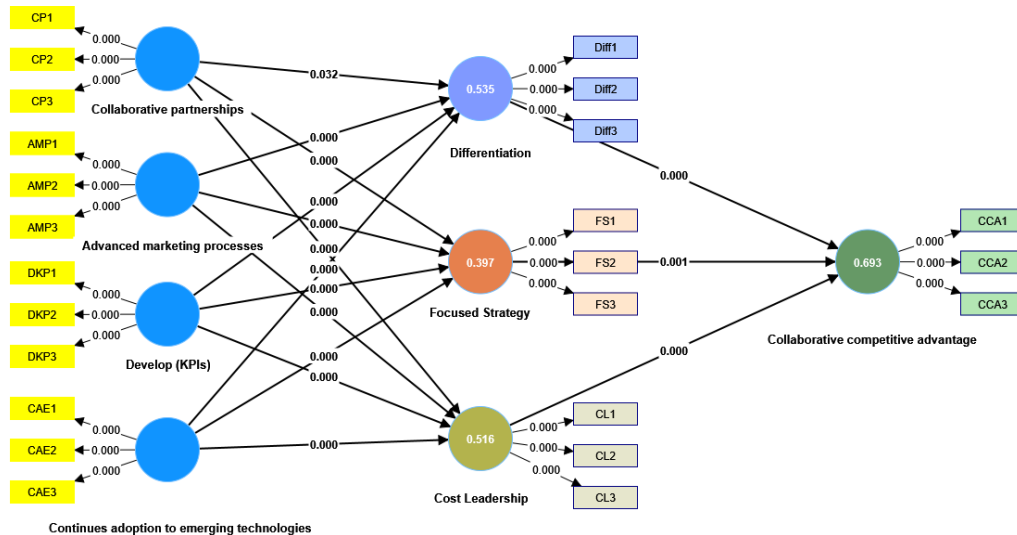 CP1
0.000
CP2
0.000
CP3
0.000
Collaborative partnerships
AMP1
0.000
AMP2
0.000
AMP3
0.000
Advanced marketing processes
DKP1
0.000
DKP2
0.000
DKP3
0.000
Develop (KPIs)
CAE1
0.000
CAE2
0.000
CAE3
0.000
Continues adoption to emerging technologies
0.032
0.000
0.000
0.000
0.000
0.000
0.000
0.000
0.000
0.000
0.000
0.000
0.535
Differentiation
Diff1
0.000
Diff2
0.000
Diff3
0.000
0.397
Focused Strategy
FS1
0.000
FS2
0.000
FS3
0.000
0.516
Cost Leadership
CL1
0.000
CL2
0.000
CL3
0.000
0.000
0.001
0.000
0.693
Collaborative competitive advantage
CCA1
0.000
CCA2
0.000
CCA3
0.000